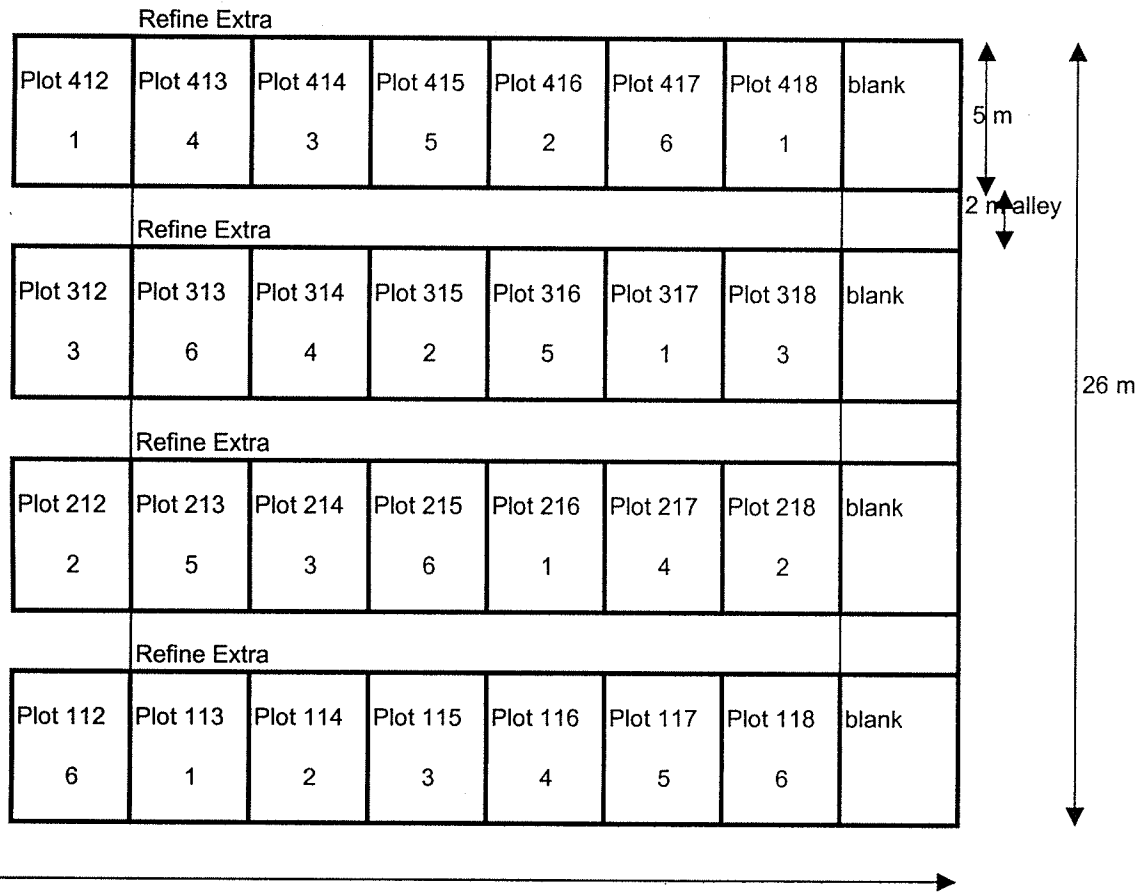 Refine Extra
Plot 412 Plot 413 Plot 414 Plot 415 Plot 416 Plot 417 Plot 418 blank
1 4 3 5 2 6 1
5 m
2 m alley
Refine Extra
Plot 312 Plot 313 Plot 314 Plot 315 Plot 316 Plot 317 Plot 318 blank
3 6 4 2 5 1 3
26 m
Refine Extra
Plot 212 Plot 213 Plot 214 Plot 215 Plot 216 Plot 217 Plot 218 blank
2 5 3 6 1 4 2
Refine Extra
Plot 112 Plot 113 Plot 114 Plot 115 Plot 116 Plot 117 Plot 118 blank
6 1 2 3 4 5 6